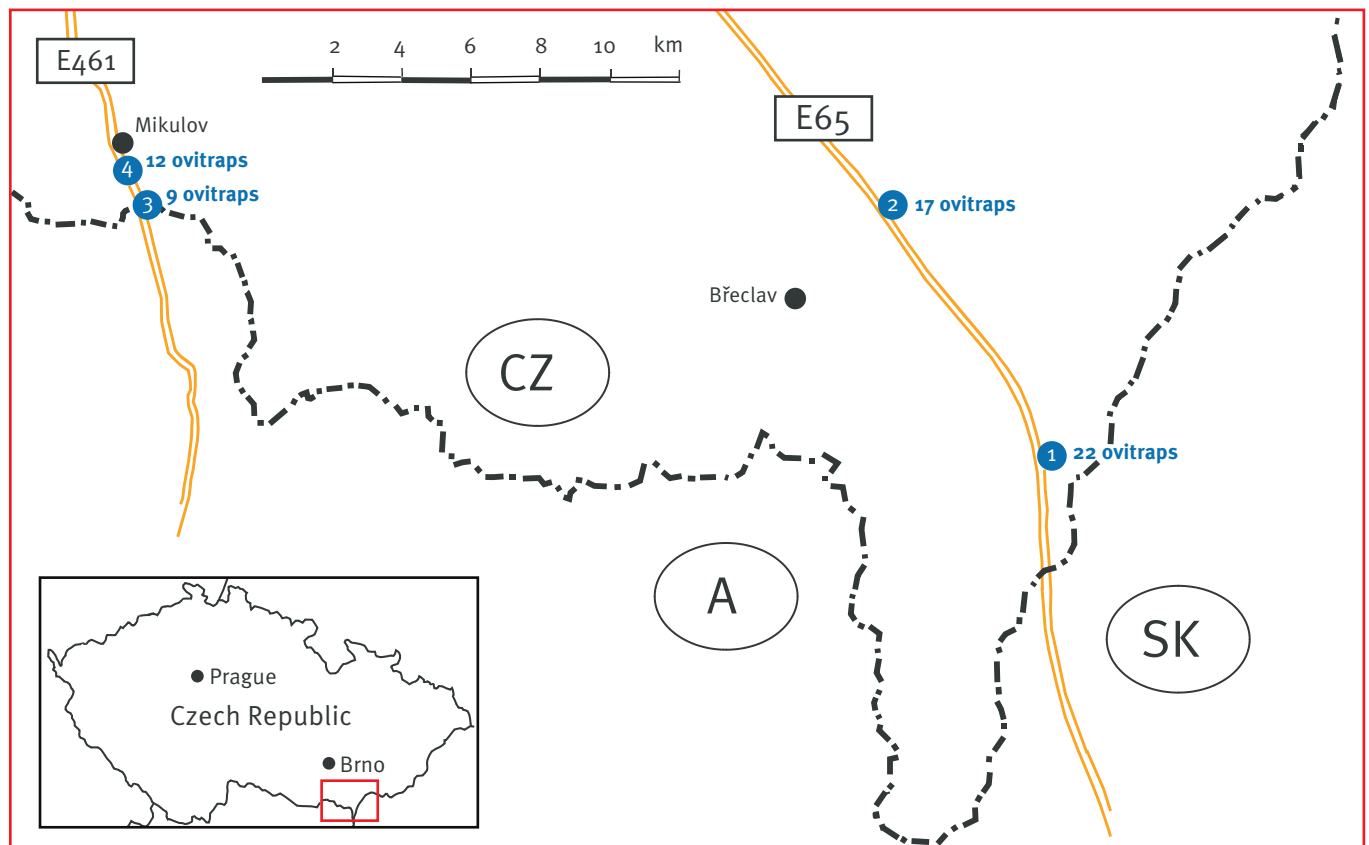 E461
2 4 6 8 10 km
E65
Mikulov
4 12 ovitraps
3 9 ovitraps
2 17 ovitraps
Břeclav
CZ
1 22 ovitraps
A
SK
Prague
Czech Republic
Brno